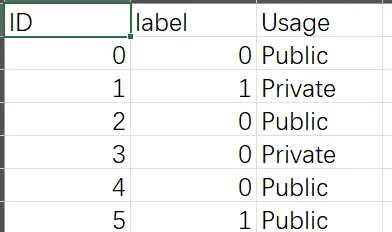 ID label Usage
0 0 Public
1 1 Private
2 0 Public
3 0 Private
4 0 Public
5 1 Public